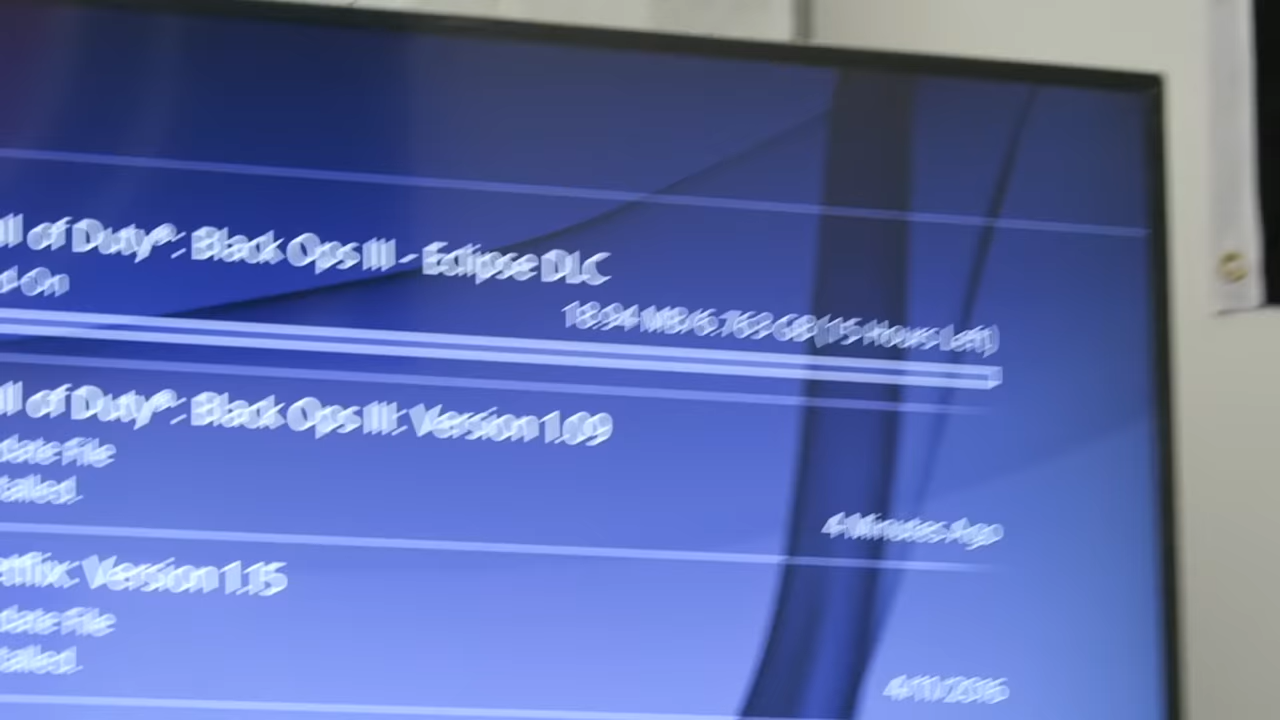 ll of Duty®: Black Ops III - Eclipse DLC
d-On
18.94 MB/6.763 GB (15 Hours Left)
ll of Duty®: Black Ops III: Version 1.09
date File
talled.
4 Minutes Ago
etflix: Version 1.15
date File
talled.
4/11/2016